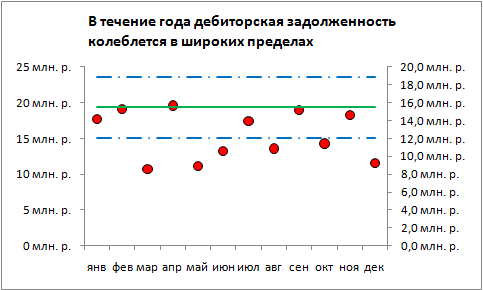 В течение года дебиторская задолженность
колеблется в широких пределах
25 млн. р.
20 млн. р.
15 млн. р.
10 млн. р.
5 млн. р.
0 млн. р.
20,0 млн. р.
18,0 млн. р.
16,0 млн. р.
14,0 млн. р.
12,0 млн. р.
10,0 млн. р.
8,0 млн. р.
6,0 млн. р.
4,0 млн. р.
2,0 млн. р.
0,0 млн. р.
янв фев мар апр май июн июл авг сен окт ноя дек